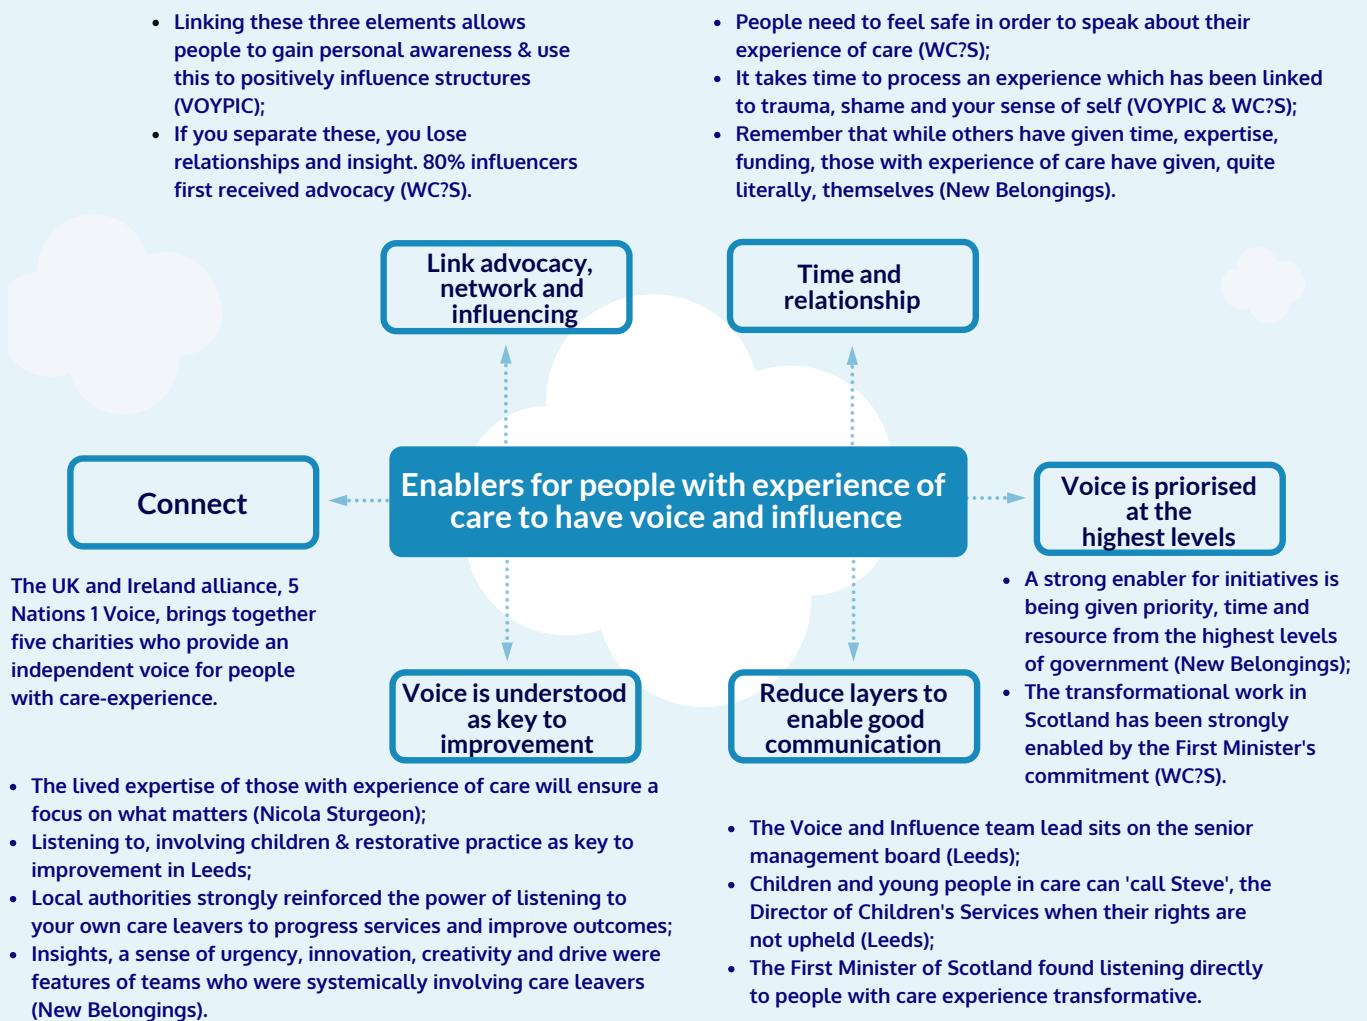 • Linking these three elements allows
people to gain personal awareness & use
this to positively influence structures
(VOYPIC);
• If you separate these, you lose
relationships and insight. 80% influencers
first received advocacy (WC?S).
• People need to feel safe in order to speak about their
experience of care (WC?S);
• It takes time to process an experience which has been linked
to trauma, shame and your sense of self (VOYPIC & WC?S);
• Remember that while others have given time, expertise,
funding, those with experience of care have given, quite
literally, themselves (New Belongings).
Link advocacy,
network and
influencing
Time and
relationship
Connect
Enablers for people with experience of
care to have voice and influence
Voice is priorised
at the
highest levels
The UK and Ireland alliance, 5
Nations 1 Voice, brings together
five charities who provide an
independent voice for people
with care-experience.
• A strong enabler for initiatives is
being given priority, time and
resource from the highest levels
of government (New Belongings);
• The transformational work in
Scotland has been strongly
enabled by the First Minister's
commitment (WC?S).
Voice is understood
as key to
improvement
Reduce layers to
enable good
communication
• The lived expertise of those with experience of care will ensure a
focus on what matters (Nicola Sturgeon);
• Listening to, involving children & restorative practice as key to
improvement in Leeds;
• Local authorities strongly reinforced the power of listening to
your own care leavers to progress services and improve outcomes;
• Insights, a sense of urgency, innovation, creativity and drive were
features of teams who were systemically involving care leavers
(New Belongings).
• The Voice and Influence team lead sits on the senior
management board (Leeds);
• Children and young people in care can 'call Steve', the
Director of Children's Services when their rights are
not upheld (Leeds);
• The First Minister of Scotland found listening directly
to people with care experience transformative.